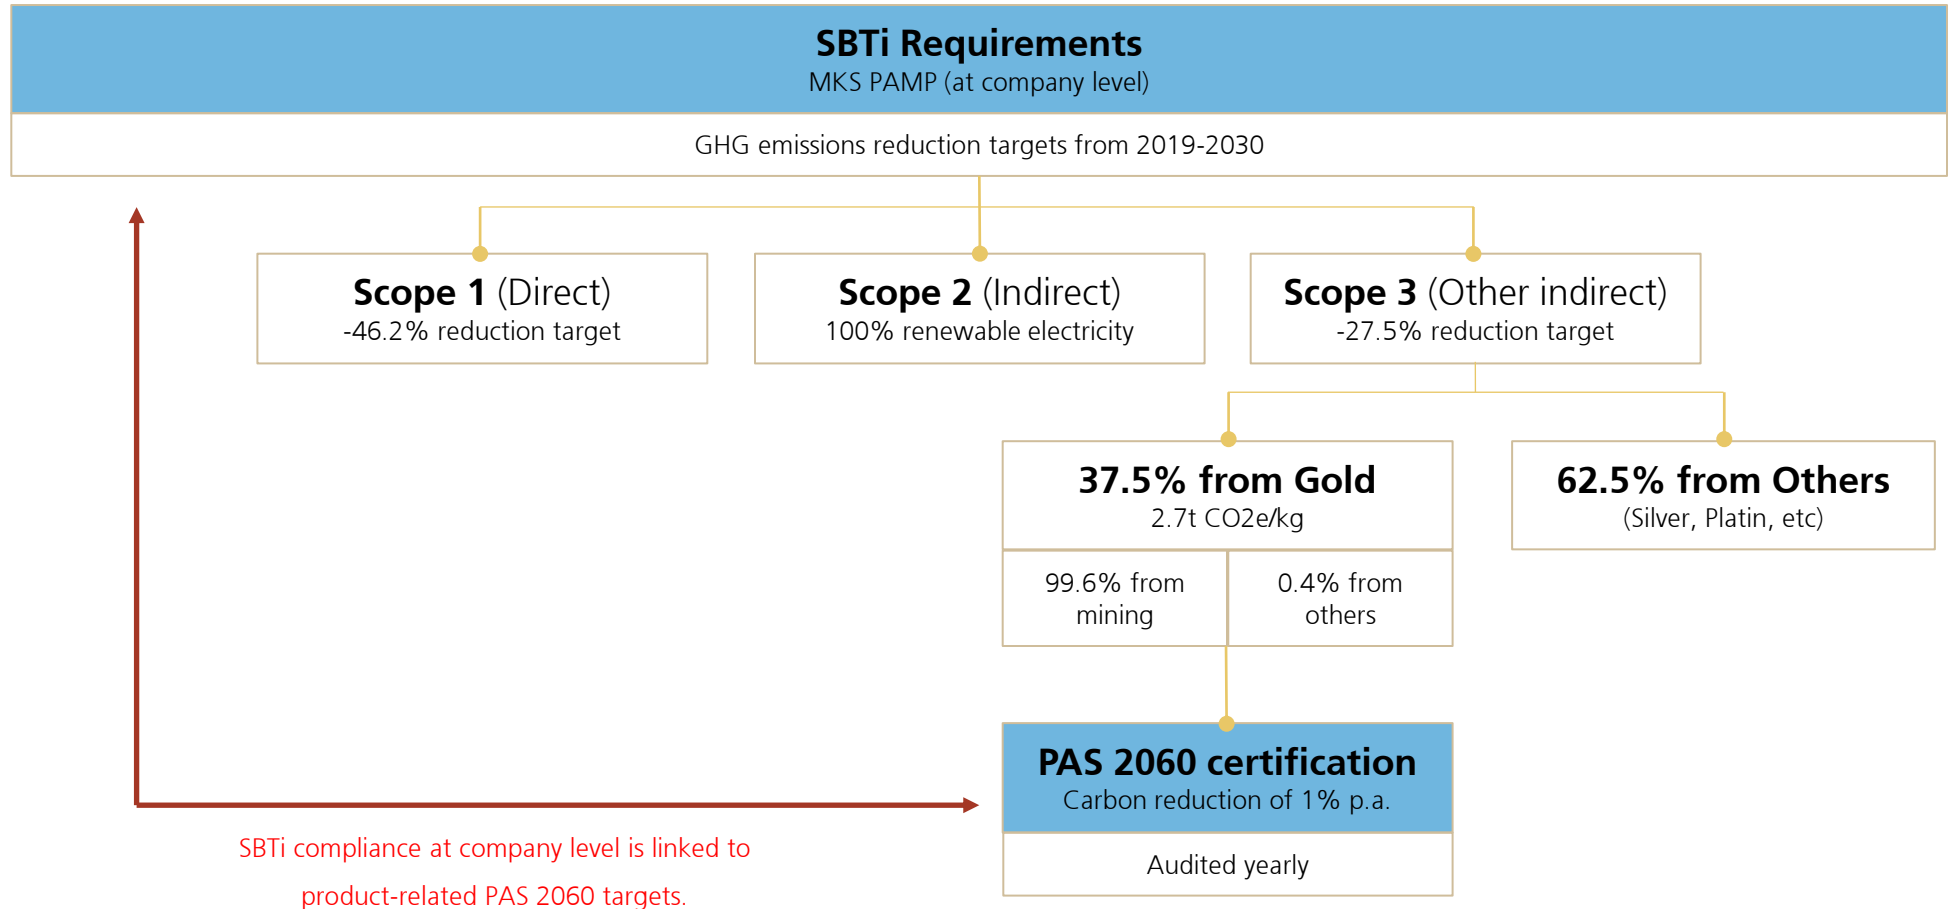 SBTi Requirements
MKS PAMP (at company level)
GHG emissions reduction targets from 2019-2030
Scope 1 (Direct)
-46.2% reduction target
Scope 2 (Indirect)
100% renewable electricity
Scope 3 (Other indirect)
-27.5% reduction target
37.5% from Gold
2.7t CO2e/kg
62.5% from Others
(Silver, Platin, etc)
99.6% from
mining
0.4% from
others
PAS 2060 certification
Carbon reduction of 1% p.a.
Audited yearly
SBTi compliance at company level is linked to
product-related PAS 2060 targets.